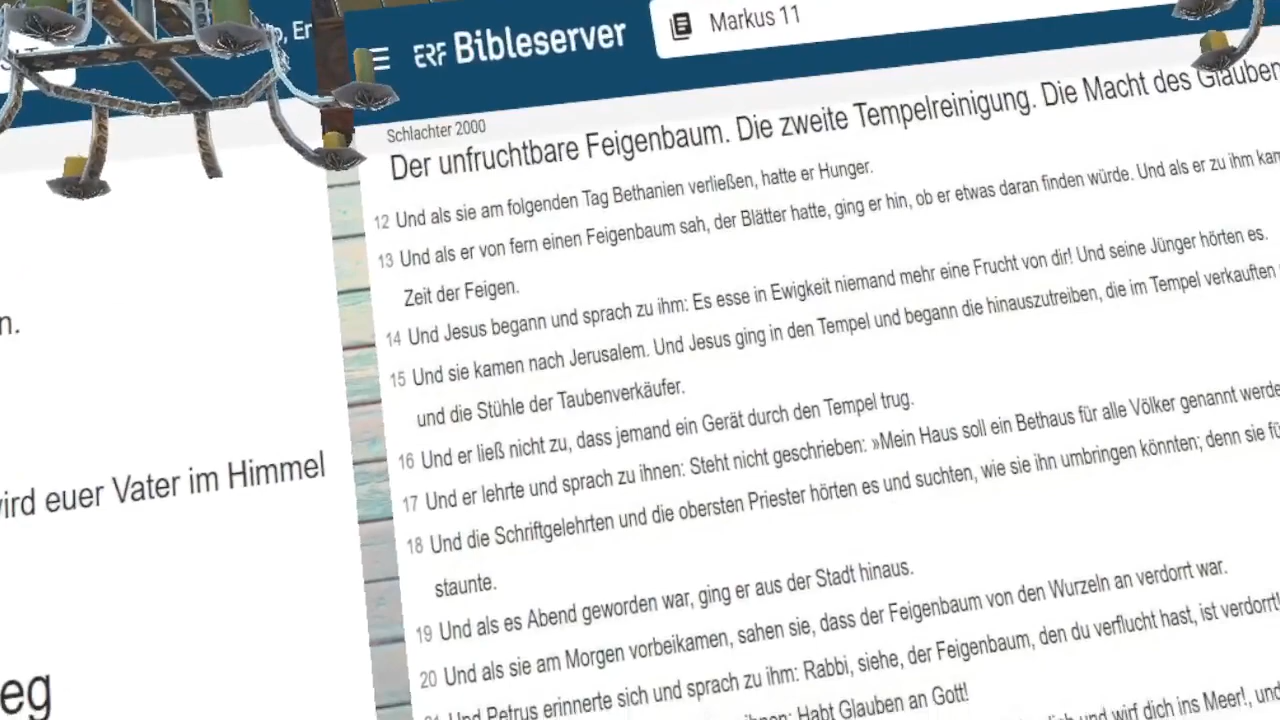 ERF Bibleserver
Markus 11
n.
wird euer Vater im Himmel
eg
Schlachter 2000
Der unfruchtbare Feigenbaum. Die zweite Tempelreinigung. Die Macht des Glauben
12 Und als sie am folgenden Tag Bethanien verließen, hatte er Hunger.
13 Und als er von fern einen Feigenbaum sah, der Blätter hatte, ging er hin, ob er etwas daran finden würde. Und als er zu ihm kam
Zeit der Feigen.
14 Und Jesus begann und sprach zu ihm: Es esse in Ewigkeit niemand mehr eine Frucht von dir! Und seine Jünger hörten es.
15 Und sie kamen nach Jerusalem. Und Jesus ging in den Tempel und begann die hinauszutreiben, die im Tempel verkauften
und die Stühle der Taubenverkäufer.
16 Und er ließ nicht zu, dass jemand ein Gerät durch den Tempel trug.
17 Und er lehrte und sprach zu ihnen: Steht nicht geschrieben: »Mein Haus soll ein Bethaus für alle Völker genannt werde
18 Und die Schriftgelehrten und die obersten Priester hörten es und suchten, wie sie ihn umbringen könnten; denn sie fü
staunte.
19 Und als es Abend geworden war, ging er aus der Stadt hinaus.
20 Und als sie am Morgen vorbeikamen, sahen sie, dass der Feigenbaum von den Wurzeln an verdorrt war.
21 Und Petrus erinnerte sich und sprach zu ihm: Rabbi, siehe, der Feigenbaum, den du verflucht hast, ist verdorrt!
ihnen: Habt Glauben an Gott!
und wirf dich ins Meer!, und